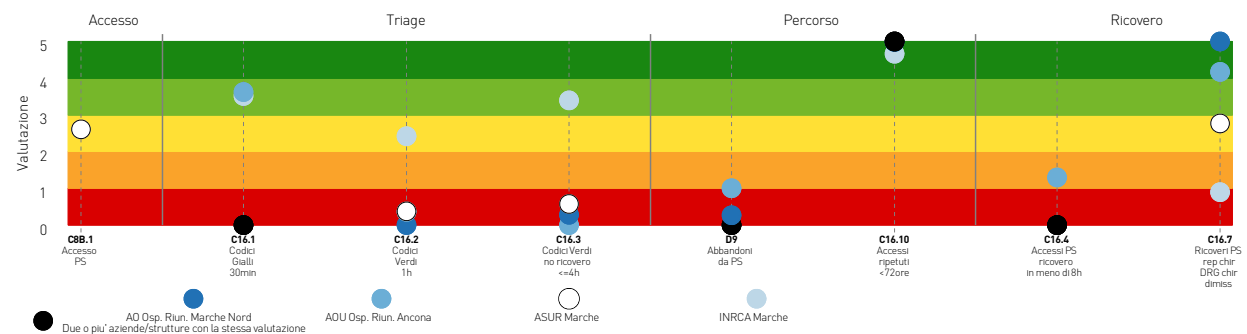 Accesso
Triage
Percorso
Ricovero
Valutazione
5
4
3
2
1
0
C8B.1
Accesso
PS
C16.1
Codici
Gialli
30min
C16.2
Codici
Verdi
1h
C16.3
Codici Verdi
no ricovero
<=4h
D9
Abbandoni
da PS
C16.10
Accessi
ripetuti
<72ore
C16.4
Accessi PS
ricovero
in meno di 8h
C16.7
Ricoveri PS
rep chir
DRG chir
dimiss
AO Osp. Riun. Marche Nord
AOU Osp. Riun. Ancona
ASUR Marche
INRCA Marche
Due o piu' aziende/strutture con la stessa valutazione